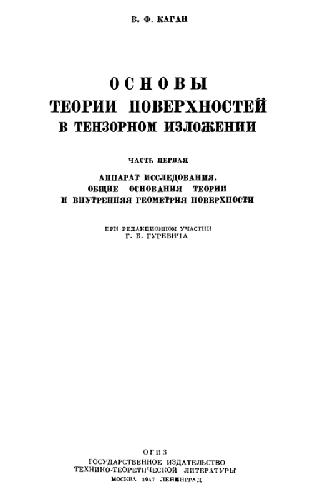 В. Ф. КАГАН
ОСНОВЫ
ТЕОРИИ ПОВЕРХНОСТЕЙ
В ТЕНЗОРНОМ ИЗЛОЖЕНИИ
ЧАСТЬ ПЕРВАЯ
АППАРАТ ИССЛЕДОВАНИЯ.
ОБЩИЕ ОСНОВАНИЯ ТЕОРИИ
И ВНУТРЕННЯЯ ГЕОМЕТРИЯ ПОВЕРХНОСТИ
ПРИ РЕДАКЦИОННОМ УЧАСТИИ
Г. Б. ГУРЕВИЧА
ОГИЗ
ГОСУДАРСТВЕННОЕ ИЗДАТЕЛЬСТВО
ТЕХНИКО-ТЕОРЕТИЧЕСКОЙ ЛИТЕРАТУРЫ
МОСКВА 1947 ЛЕНИНГРАД